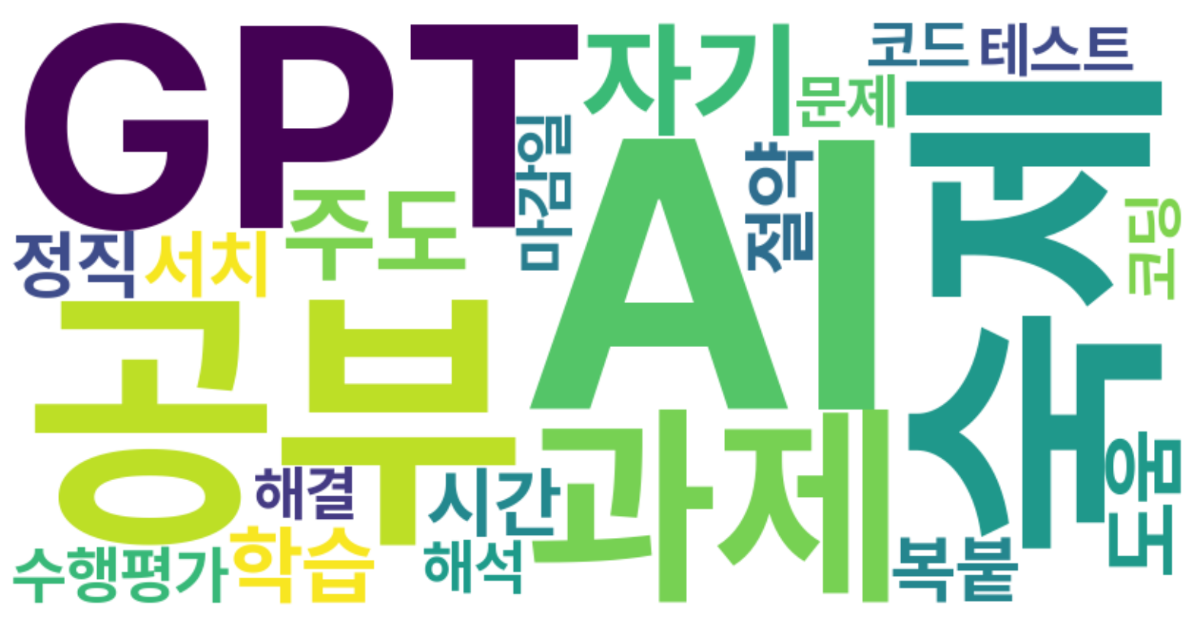 GPT
자기
코드
테스트
문제
마감일
AI
절약
숙제
주도
코딩
정직
서치
공부
과제
도움
해결
시간
학습
해석
복붙
수행평가